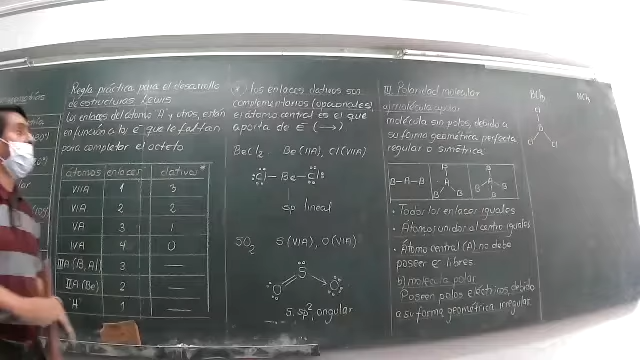 Regla práctica para el desarrollo
de estructuras Lewis
los enlaces del átomo "A" y otros, están
en función a los e⁻ que le faltan
para completar el octeto
átomos enlaces dativos*
VIIA 1 3
VIA 2 2
VA 3 1
IVA 4 0
IIIA (B, Al) 3 —
IIA (Be) 2 —
"H" 1 —
los enlaces dativos son
complementarios (opcionales)
el átomo central es el que
aporta de e⁻ (→)
BeCl₂ Be(IIA), Cl(VIIA)
Cl — Be — Cl
sp lineal
SO₂ S(VIA), O(VIA)
S
O O
sp², angular
III. Polaridad molecular
a) molécula apolar
molécula sin polos, debido a
su forma geométrica perfecta
regular o simétrica
B—A—B
B
A
B B
B
A
B B
B
• Todos los enlaces iguales
• Átomos unidos al centro iguales
• Átomo central (A) no debe
poseer e⁻ libres
b) molécula polar
Poseen polos eléctricos, debido
a su forma geométrica irregular
BCl₃
Cl
B
Cl Cl